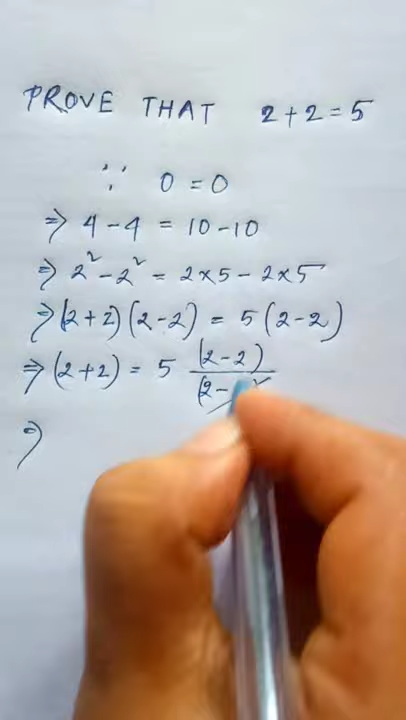 PROVE THAT 2+2=5
∵ 0 = 0
⇒ 4-4 = 10-10
⇒ 2²-2² = 2×5-2×5
⇒ (2+2)(2-2) = 5(2-2)
⇒ (2+2) = 5 (2-2)
(2-
⇒